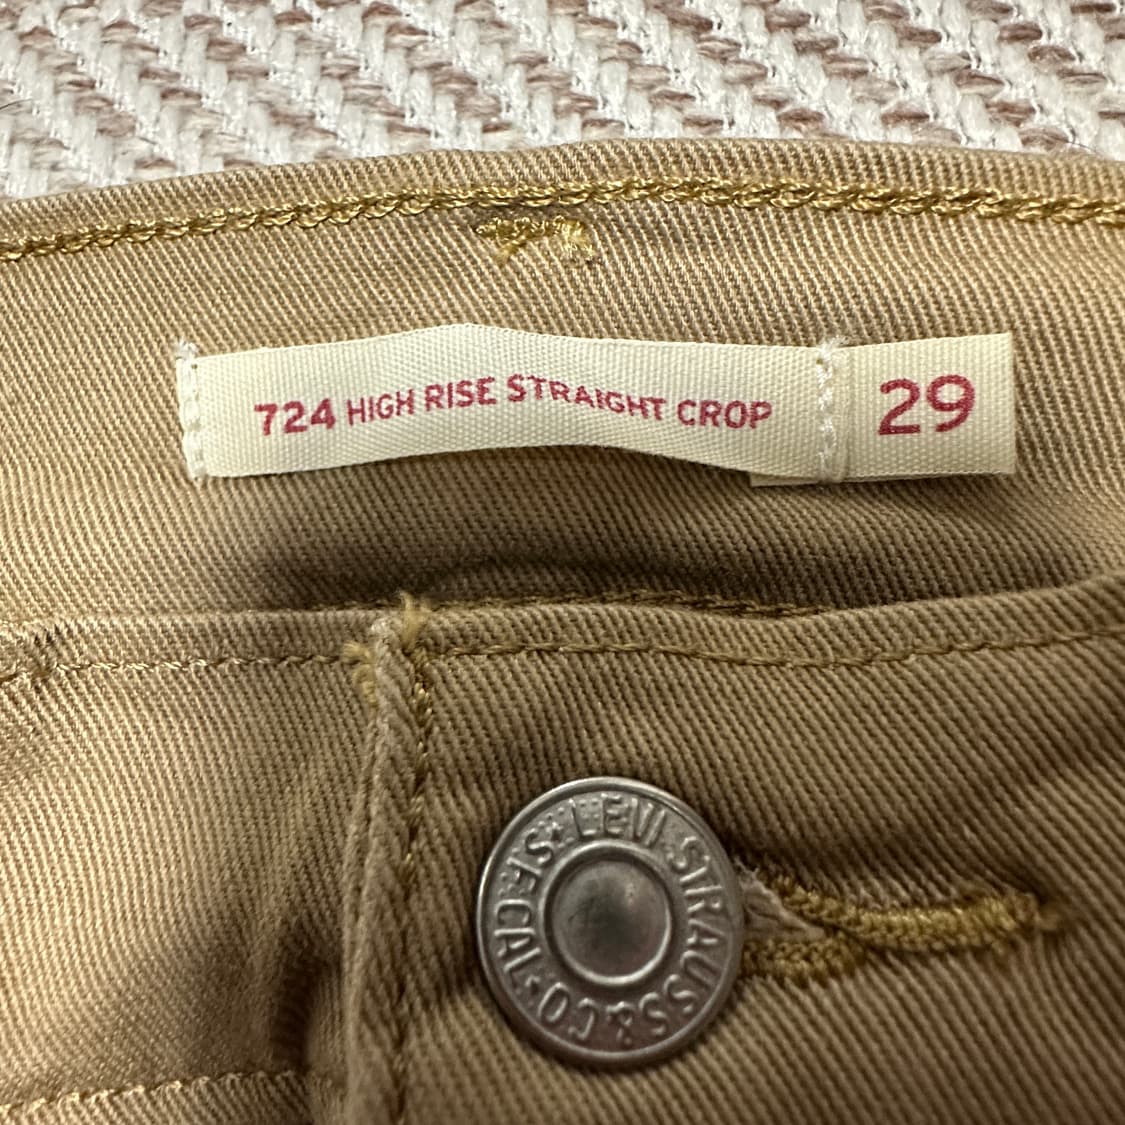 724 HIGH RISE STRAIGHT CROP
29
LEVI STRAUSS & CO
S.F. CAL